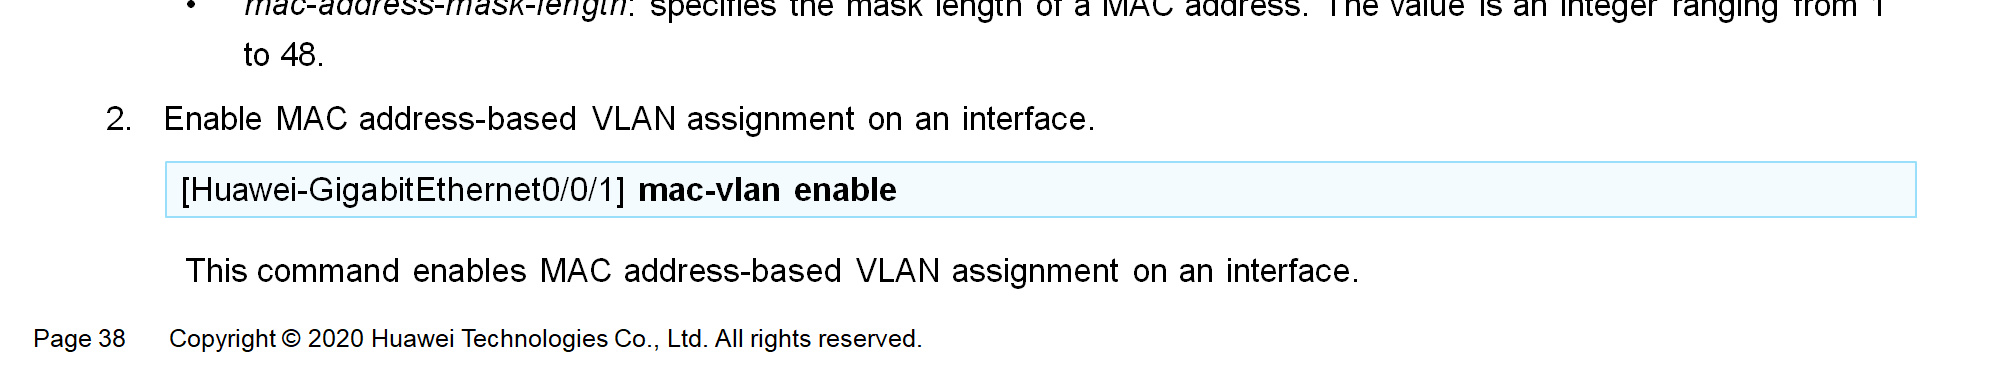 • mac-address-mask-length: specifies the mask length of a MAC address. The value is an integer ranging from 1
to 48.
2. Enable MAC address-based VLAN assignment on an interface.
[Huawei-GigabitEthernet0/0/1] mac-vlan enable
This command enables MAC address-based VLAN assignment on an interface.
Page 38 Copyright © 2020 Huawei Technologies Co., Ltd. All rights reserved.